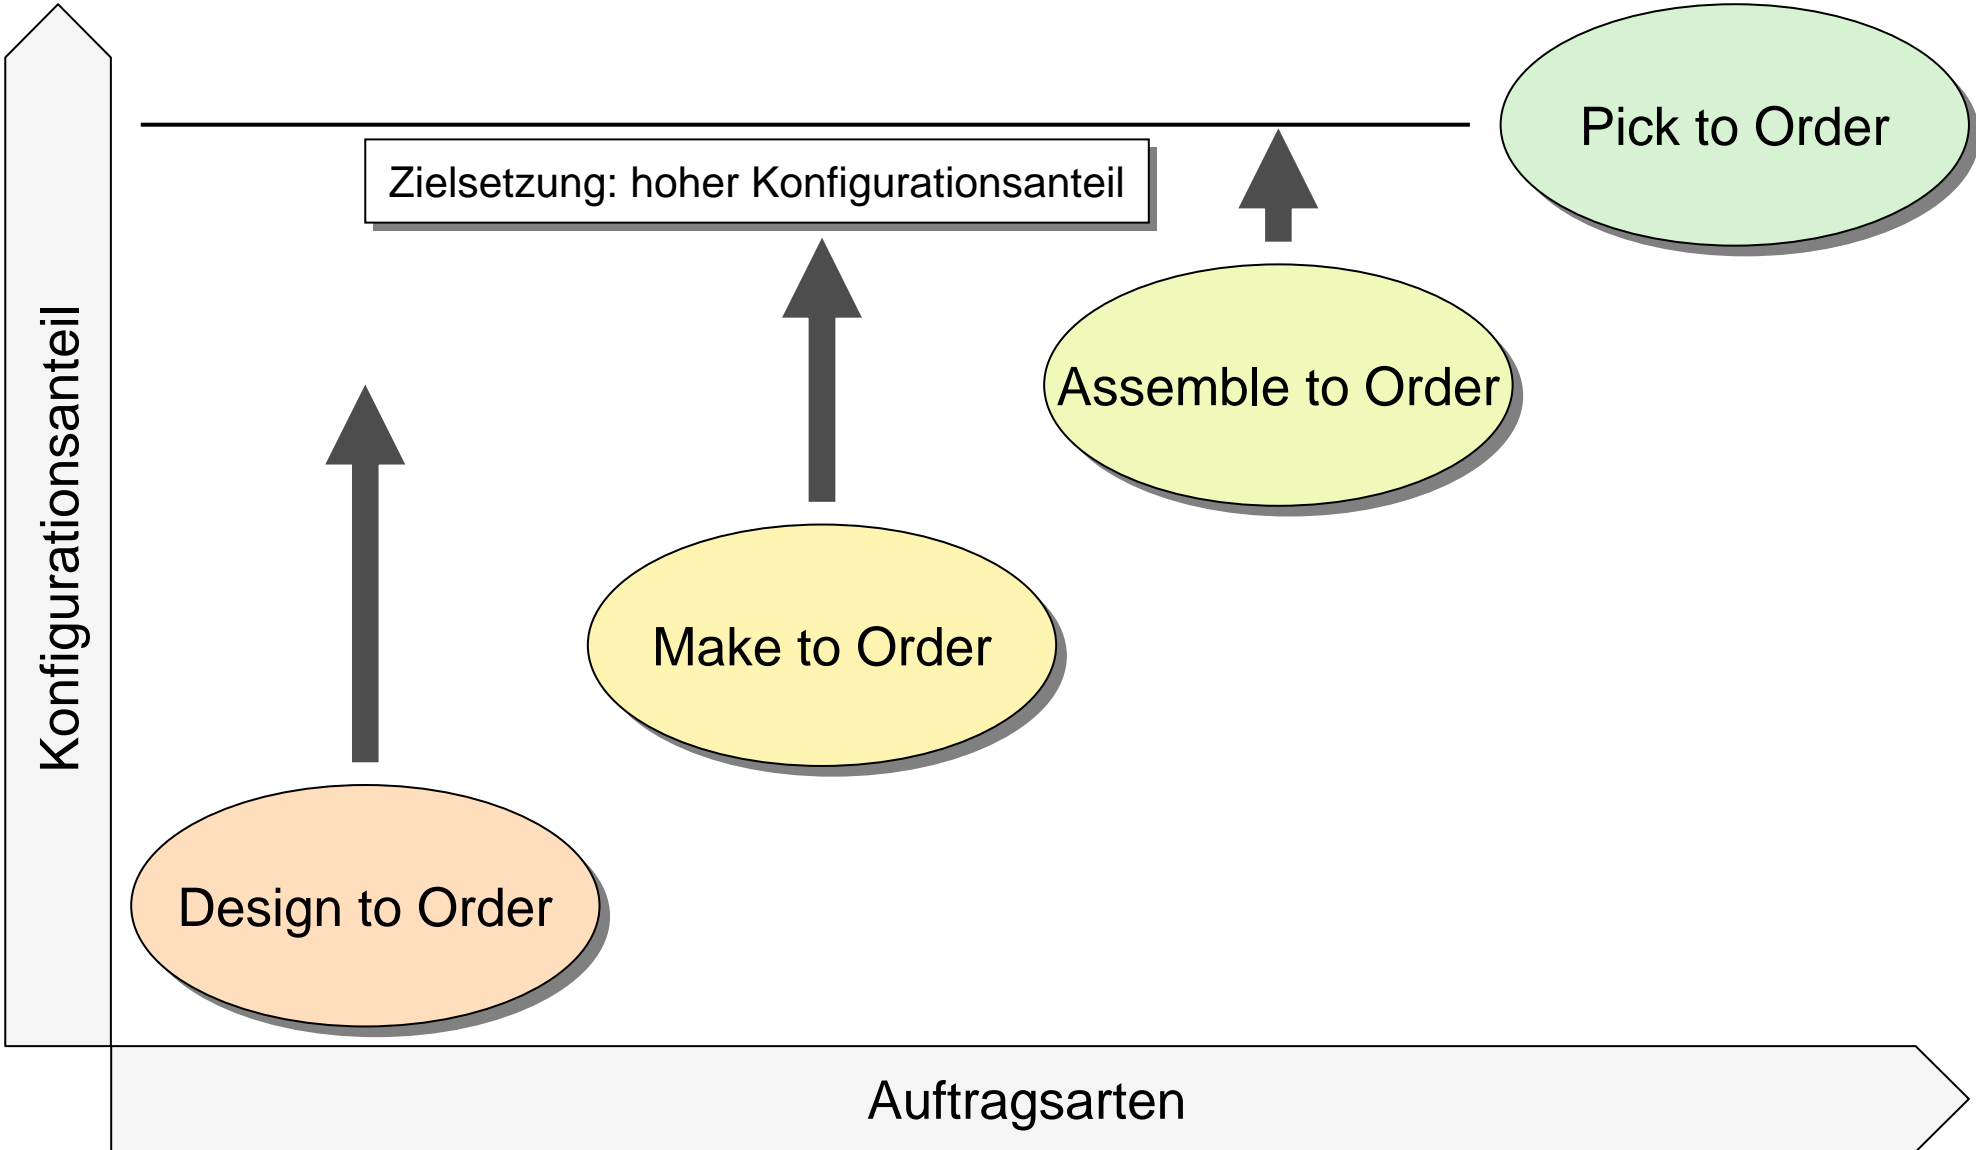 Pick to Order
Zielsetzung: hoher Konfigurationsanteil
Assemble to Order
Konfigurationsanteil
Make to Order
Design to Order
Auftragsarten